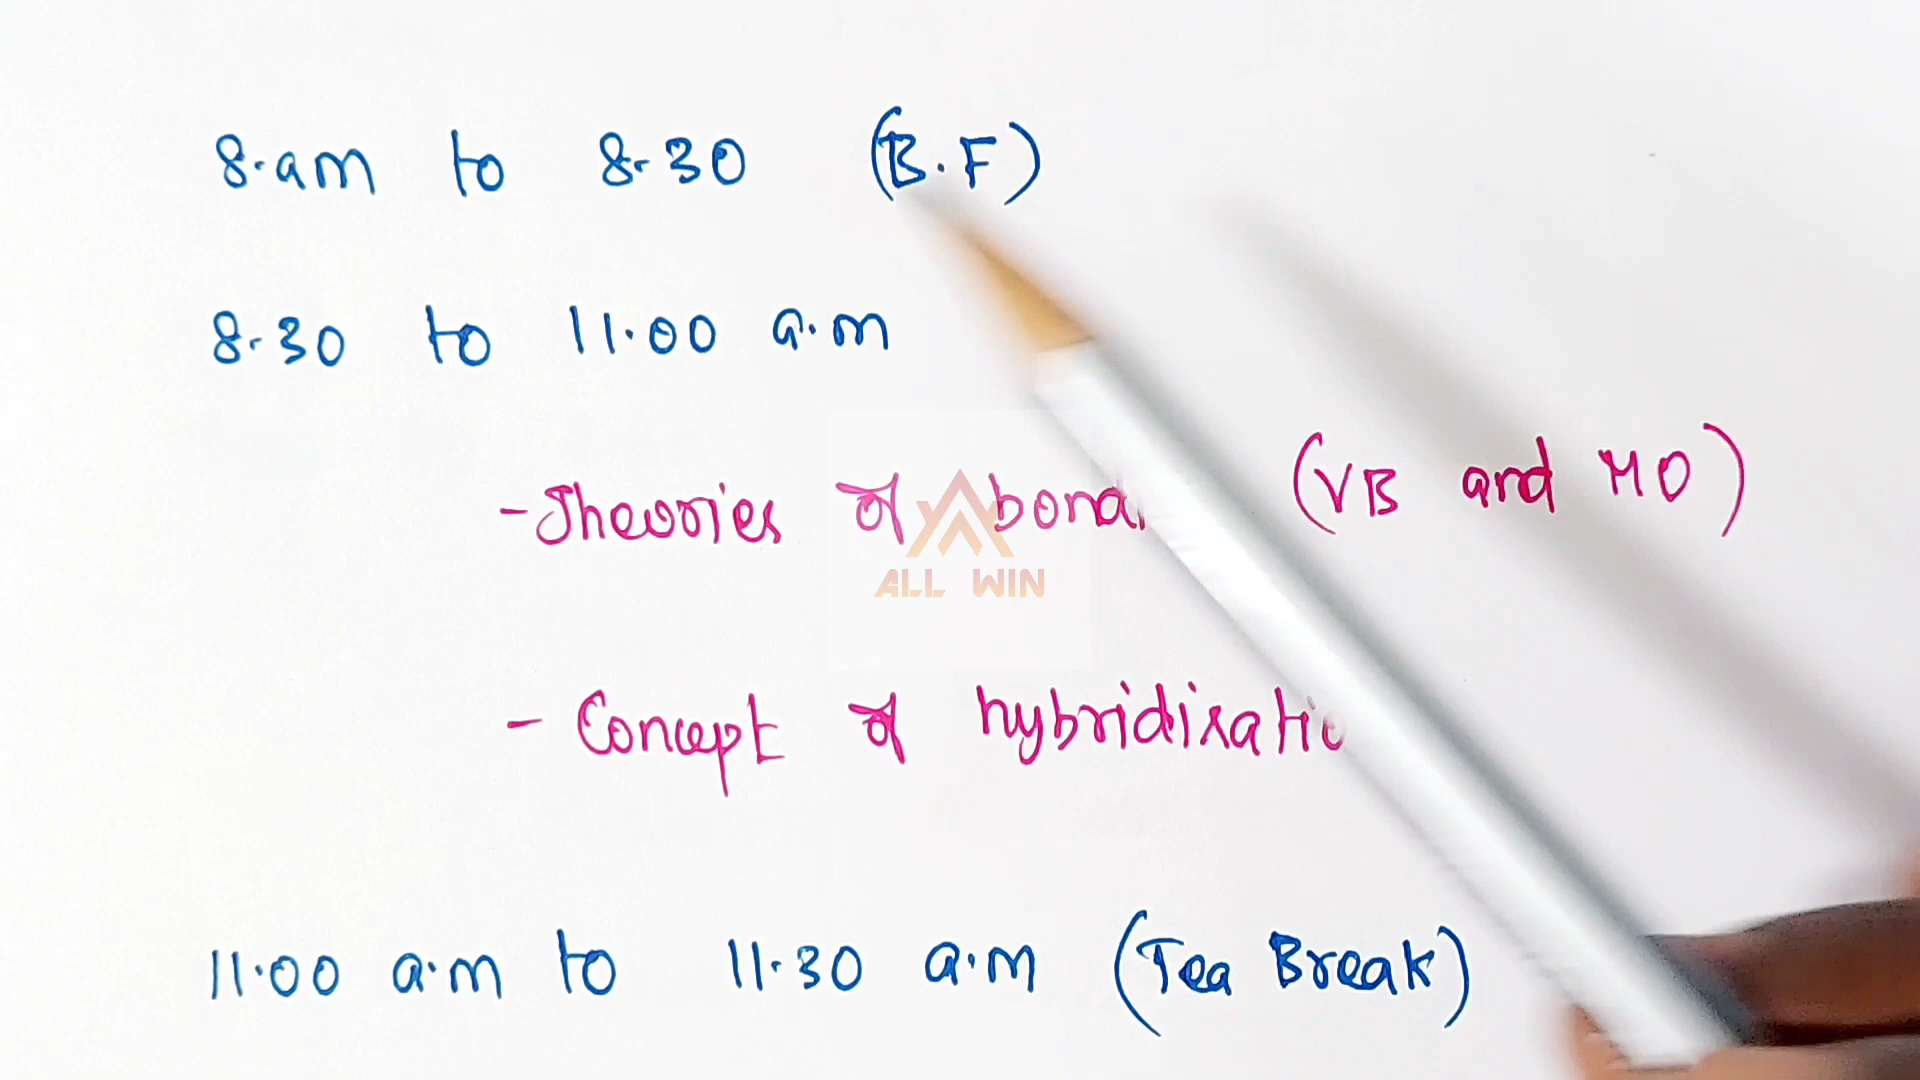 8.am to 8.30 (B.F)
8.30 to 11.00 a.m
- Theories of (VB and MO)
ALL WIN
- Concept of
11.00 a.m to 11.30 a.m (Tea Break)